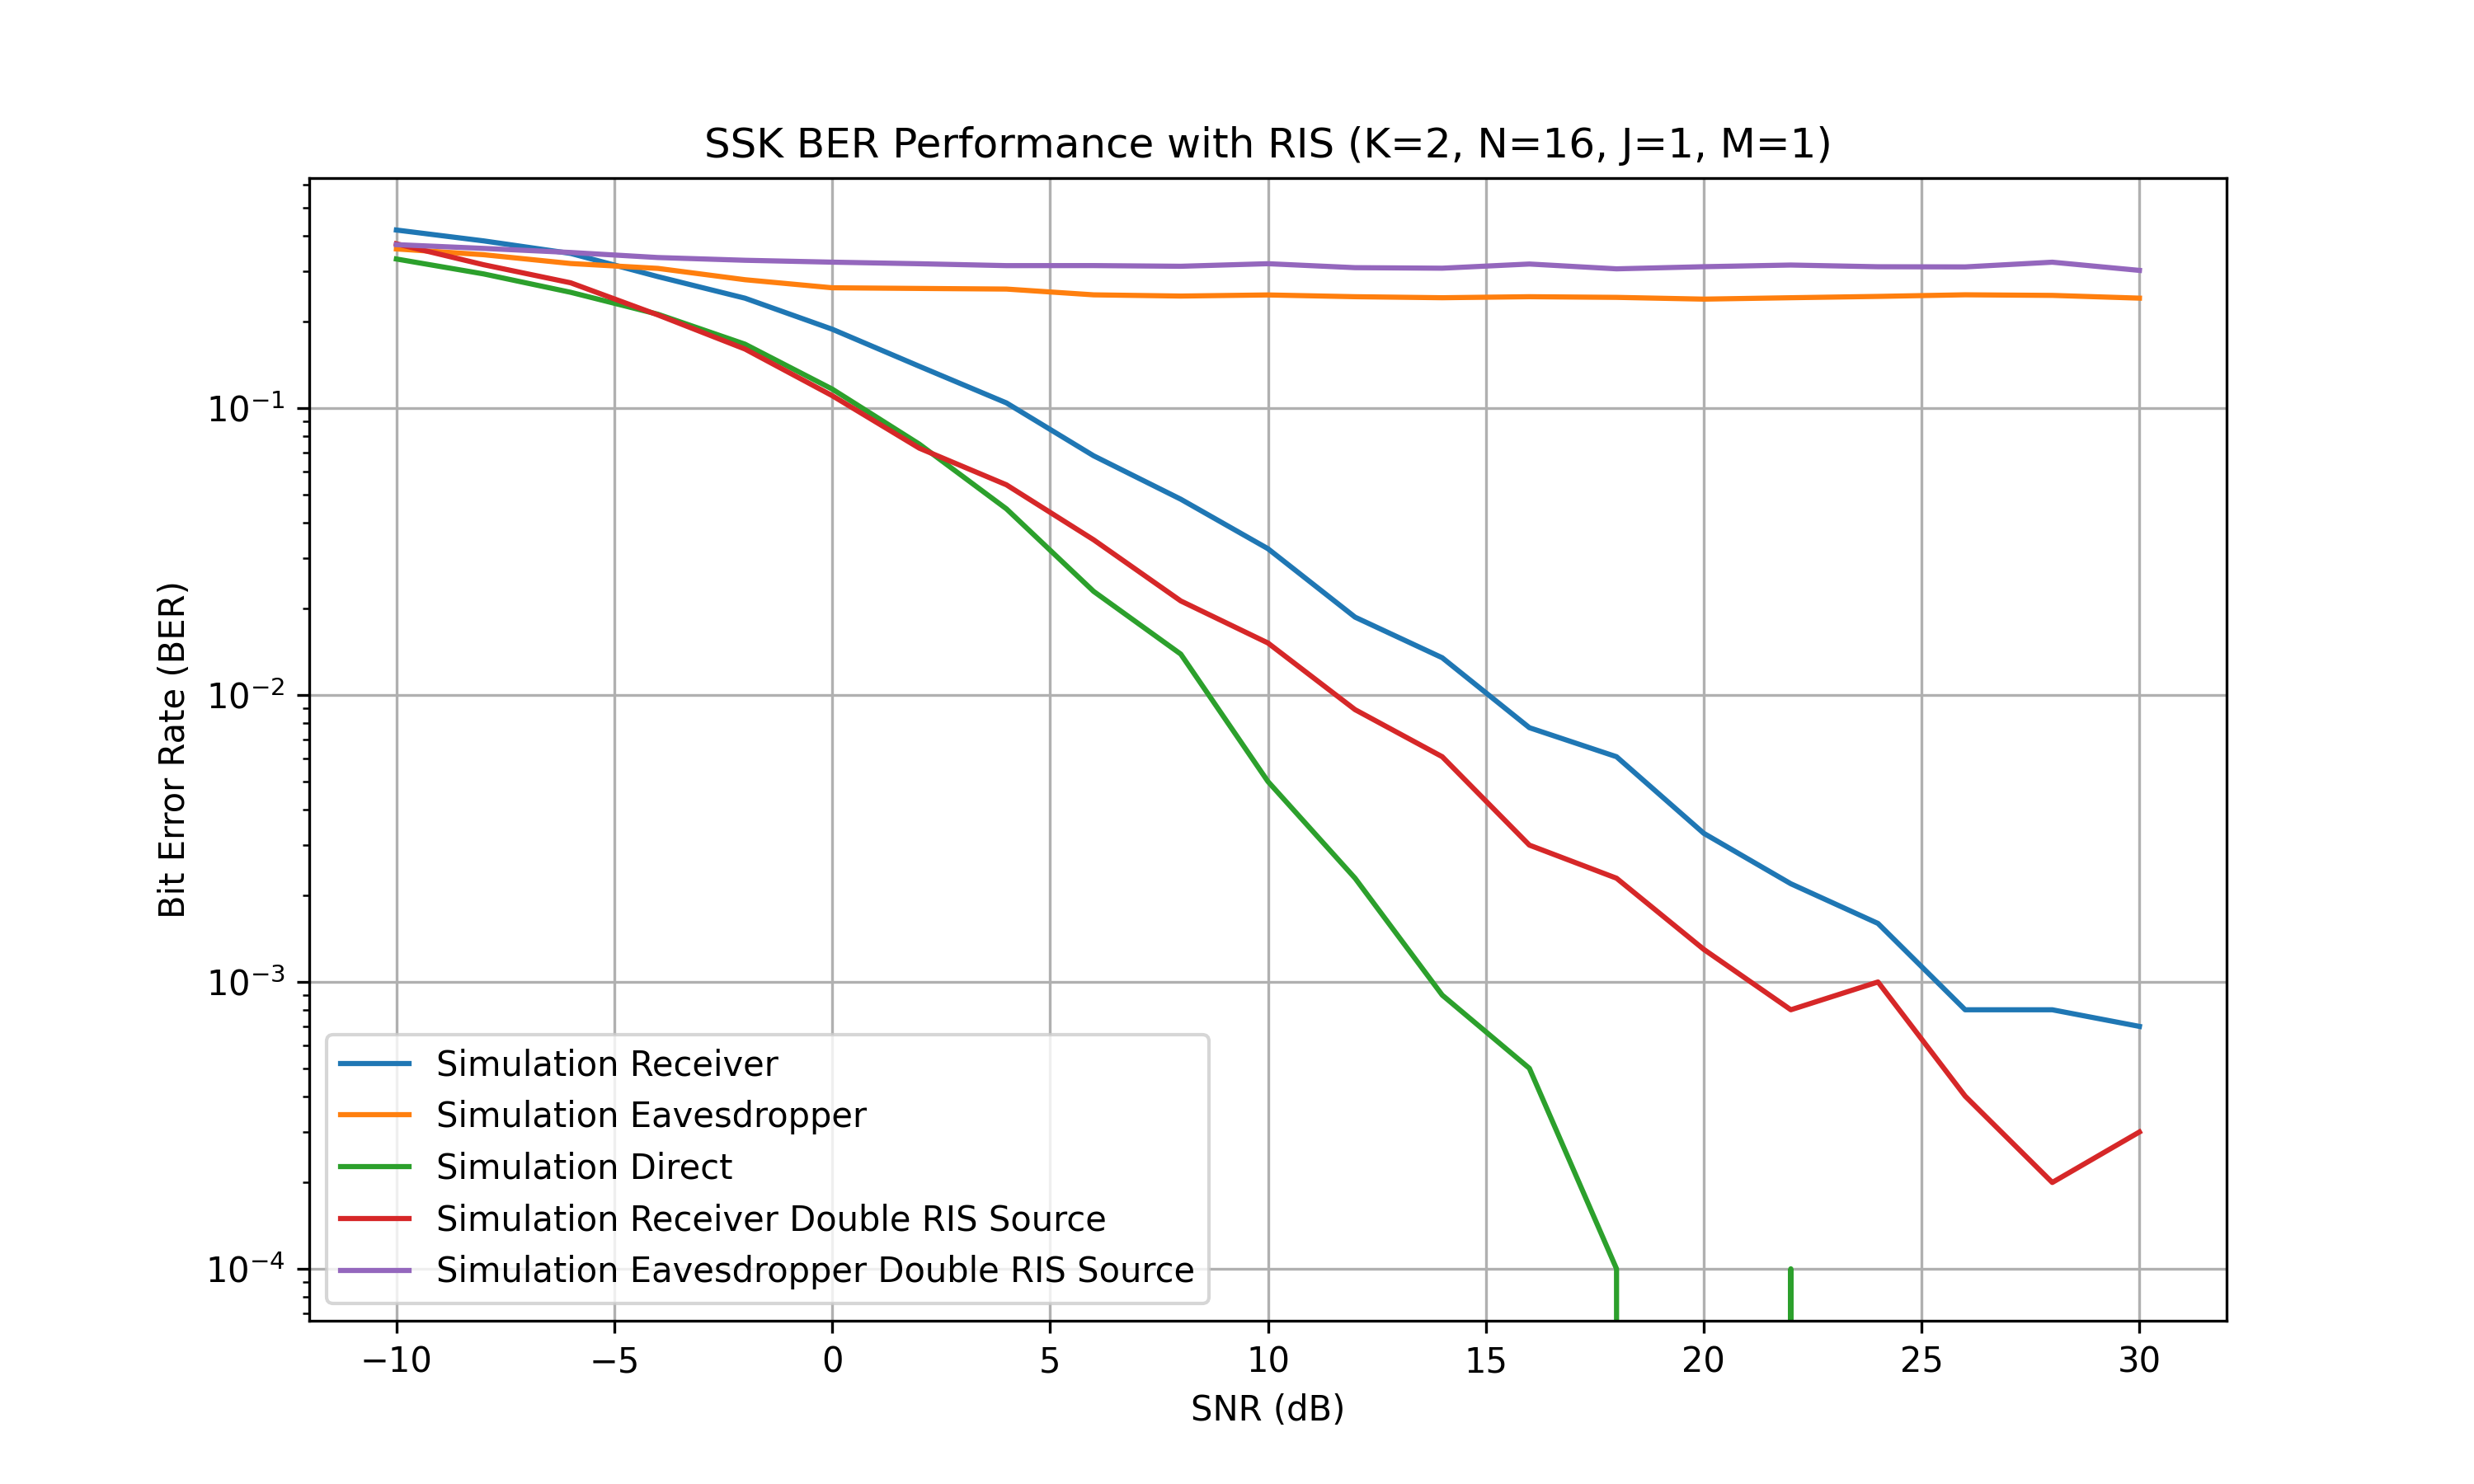 SSK BER Performance with RIS (K=2, N=16, J=1, M=1)
Bit Error Rate (BER)
10⁻¹
10⁻²
10⁻³
10⁻⁴
Simulation Receiver
Simulation Eavesdropper
Simulation Direct
Simulation Receiver Double RIS Source
Simulation Eavesdropper Double RIS Source
−10 −5 0 5 10 15 20 25 30
SNR (dB)